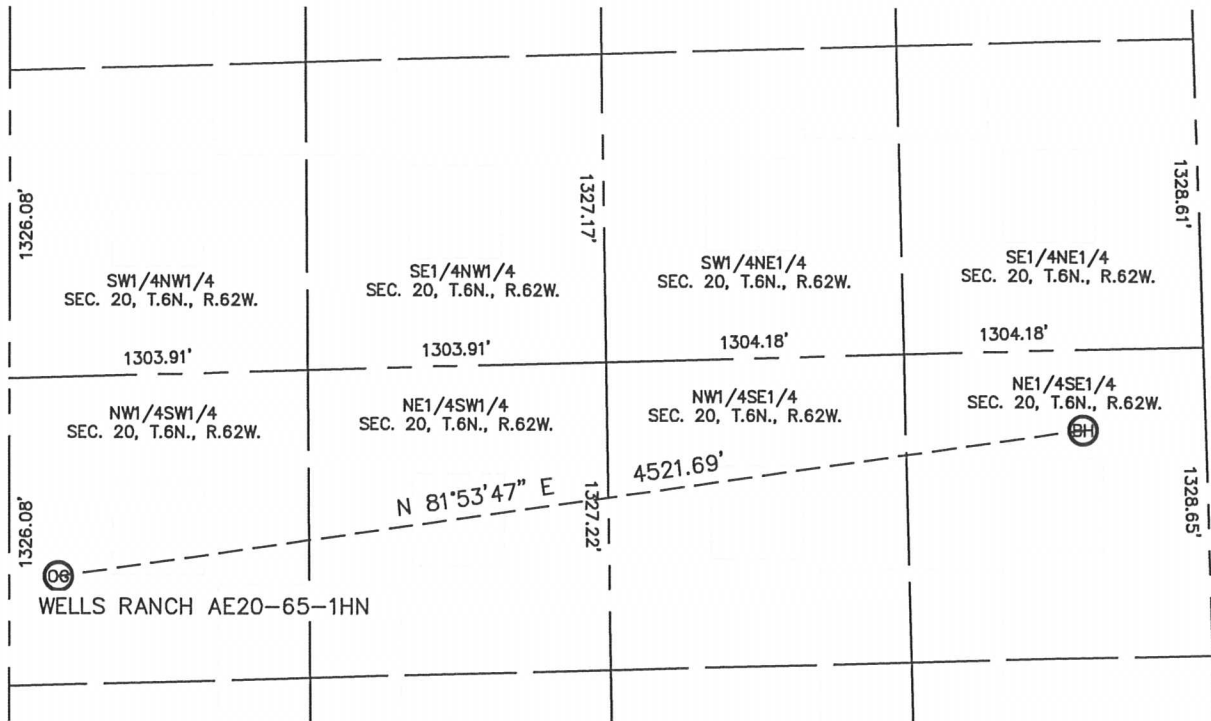 1326.08'
1327.17'
1328.61'
SW1/4NW1/4
SEC. 20, T.6N., R.62W.
SE1/4NW1/4
SEC. 20, T.6N., R.62W.
SW1/4NE1/4
SEC. 20, T.6N., R.62W.
SE1/4NE1/4
SEC. 20, T.6N., R.62W.
1303.91'
1303.91'
1304.18'
1304.18'
NW1/4SW1/4
SEC. 20, T.6N., R.62W.
NE1/4SW1/4
SEC. 20, T.6N., R.62W.
NW1/4SE1/4
SEC. 20, T.6N., R.62W.
NE1/4SE1/4
SEC. 20, T.6N., R.62W.
BH
N 81°53'47" E
4521.69'
1326.08'
1327.22'
1328.65'
OG
WELLS RANCH AE20-65-1HN